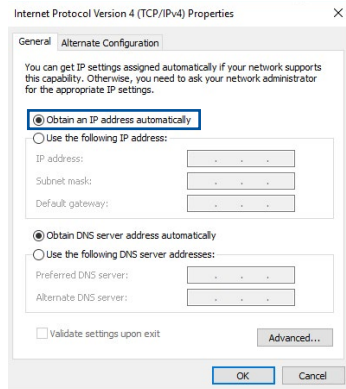 Internet Protocol Version 4 (TCP/IPv4) Properties
General Alternate Configuration
You can get IP settings assigned automatically if your network supports
this capability. Otherwise, you need to ask your network administrator
for the appropriate IP settings.
Obtain an IP address automatically
Use the following IP address:
IP address:
Subnet mask:
Default gateway:
Obtain DNS server address automatically
Use the following DNS server addresses:
Preferred DNS server:
Alternate DNS server:
Validate settings upon exit
Advanced...
OK Cancel